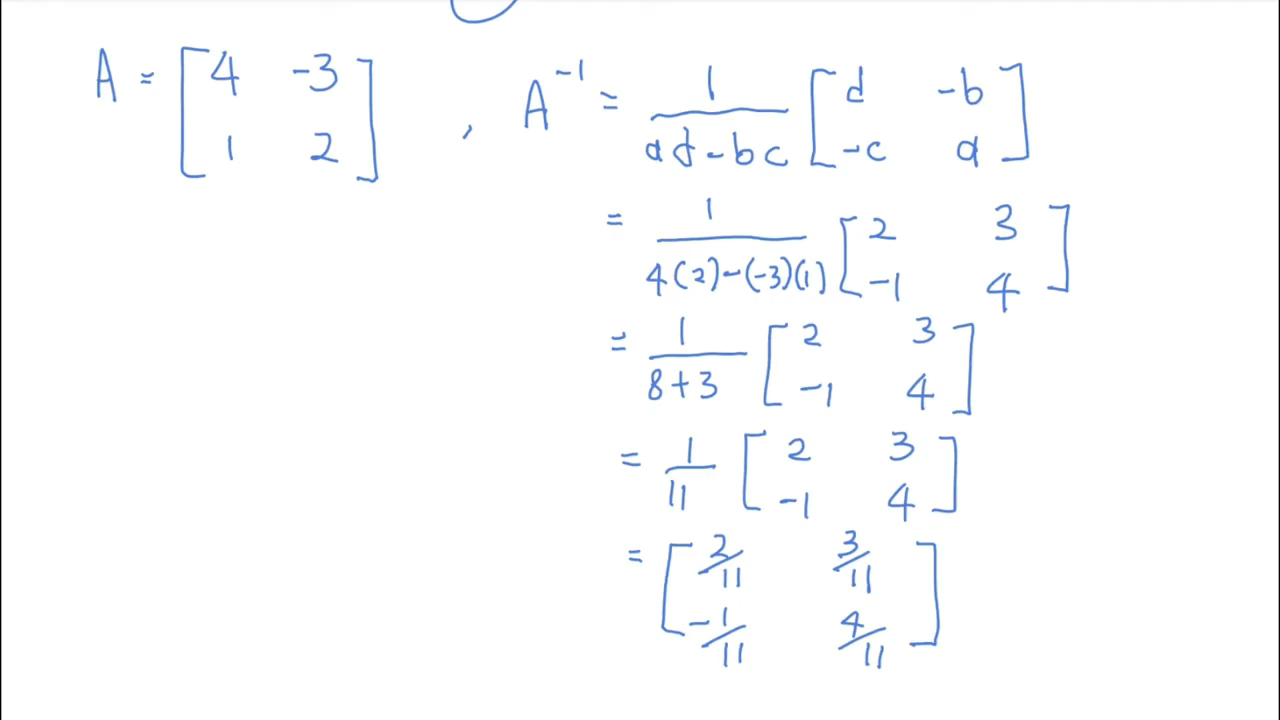 A = [4 -3; 1 2] , A^-1 = 1/(ad-bc) [d -b; -c a]
= 1/(4(2)-(-3)(1)) [2 3; -1 4]
= 1/(8+3) [2 3; -1 4]
= 1/11 [2 3; -1 4]
= [2/11 3/11; -1/11 4/11]